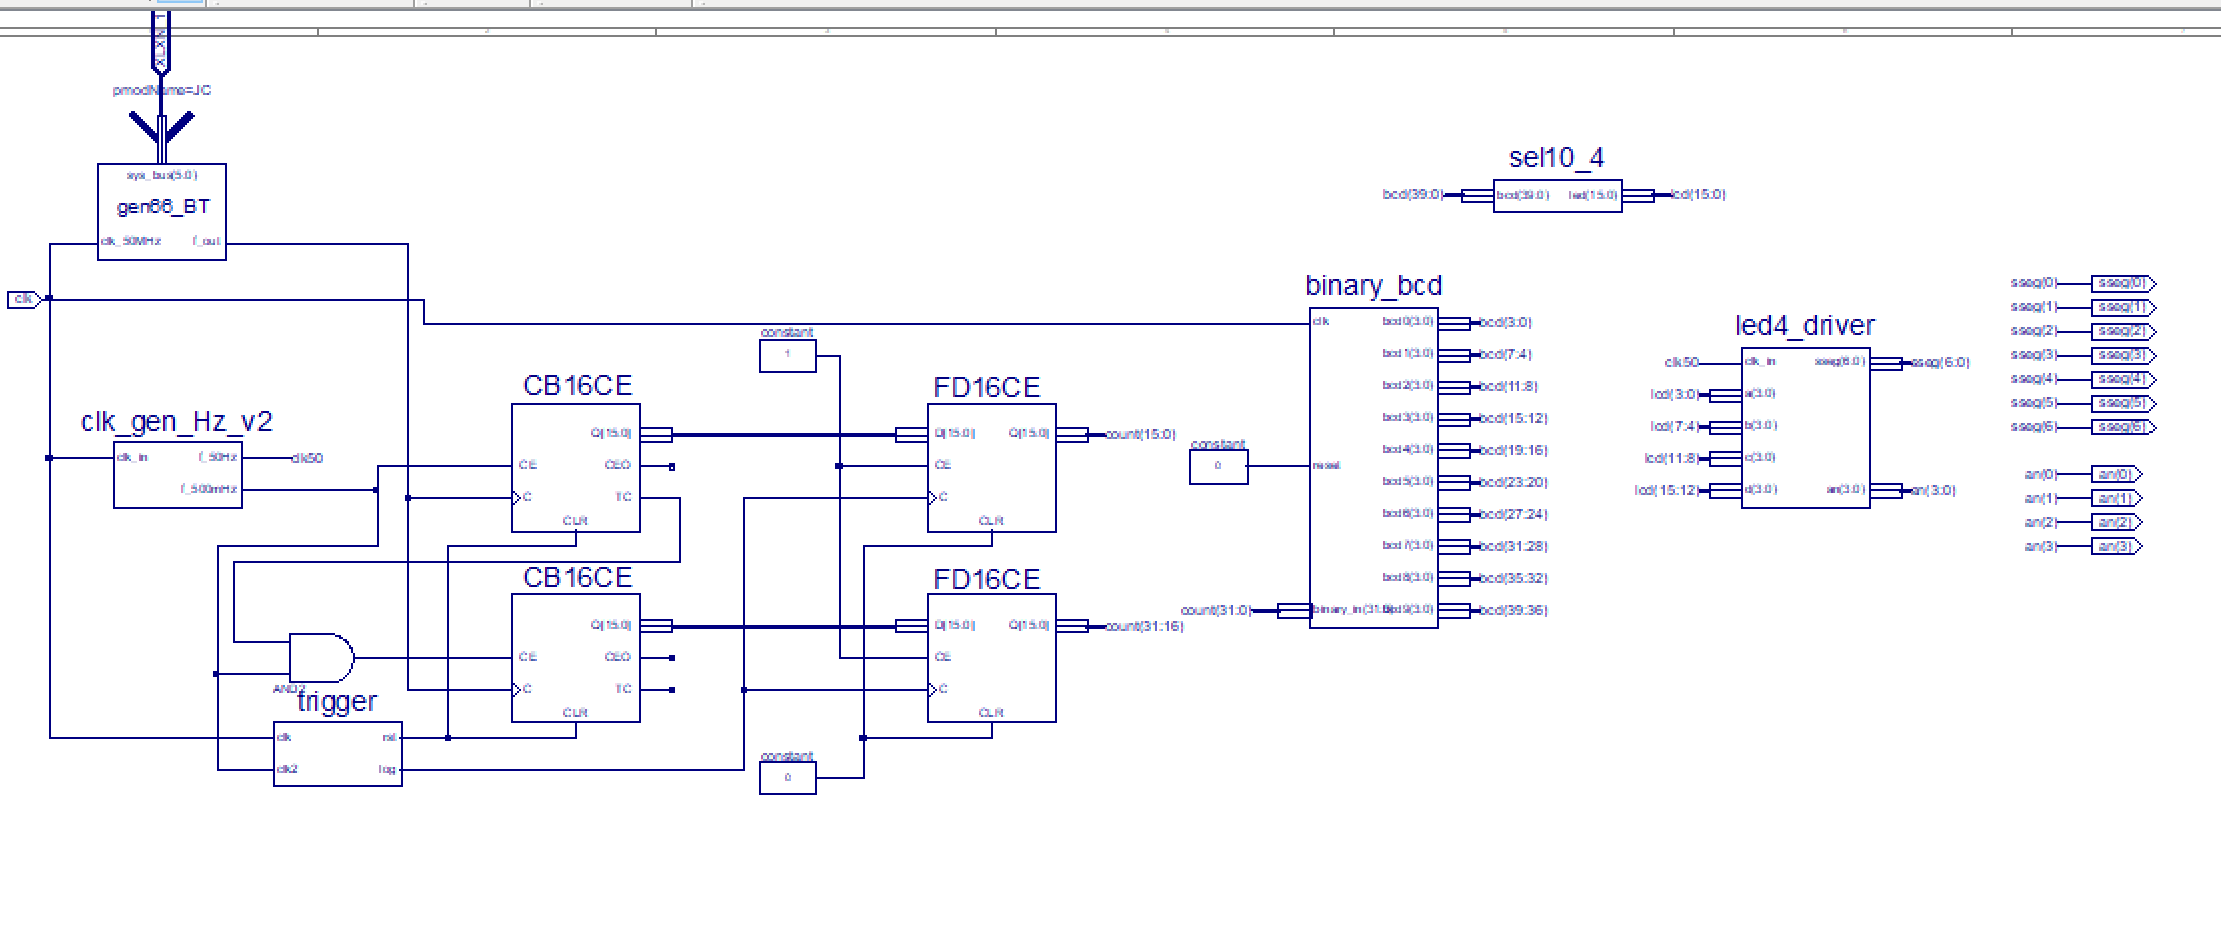 XLXN_1
pmodName=JC
sys_bus(5:0)
gen66_BT
clk_50MHz f_out
clk
clk_gen_Hz_v2
clk_in f_50Hz clk50
f_500mHz
AND2
trigger
clk rst
clk2 log
CB16CE
Q[15:0]
CE CEO
C TC
CLR
CB16CE
Q[15:0]
CE CEO
C TC
CLR
constant
1
constant
0
FD16CE
D[15:0] Q[15:0] count(15:0)
CE
C
CLR
FD16CE
D[15:0] Q[15:0] count(31:16)
CE
C
CLR
constant
0
binary_bcd
clk bcd0(3:0) bcd(3:0)
bcd1(3:0) bcd(7:4)
bcd2(3:0) bcd(11:8)
bcd3(3:0) bcd(15:12)
bcd4(3:0) bcd(19:16)
reset
bcd5(3:0) bcd(23:20)
bcd6(3:0) bcd(27:24)
bcd7(3:0) bcd(31:28)
bcd8(3:0) bcd(35:32)
count(31:0) binary_in(31:0) bcd9(3:0) bcd(39:36)
sel10_4
bcd(39:0) bcd(39:0) lcd(15:0)
led4_driver
clk50 clk_in sseg(6:0) sseg(6:0)
lcd(3:0) a(3:0)
lcd(7:4) b(3:0)
lcd(11:8) c(3:0)
lcd(15:12) d(3:0) an(3:0) an(3:0)
sseg(0) sseg(0)
sseg(1) sseg(1)
sseg(2) sseg(2)
sseg(3) sseg(3)
sseg(4) sseg(4)
sseg(5) sseg(5)
sseg(6) sseg(6)
an(0) an(0)
an(1) an(1)
an(2) an(2)
an(3) an(3)